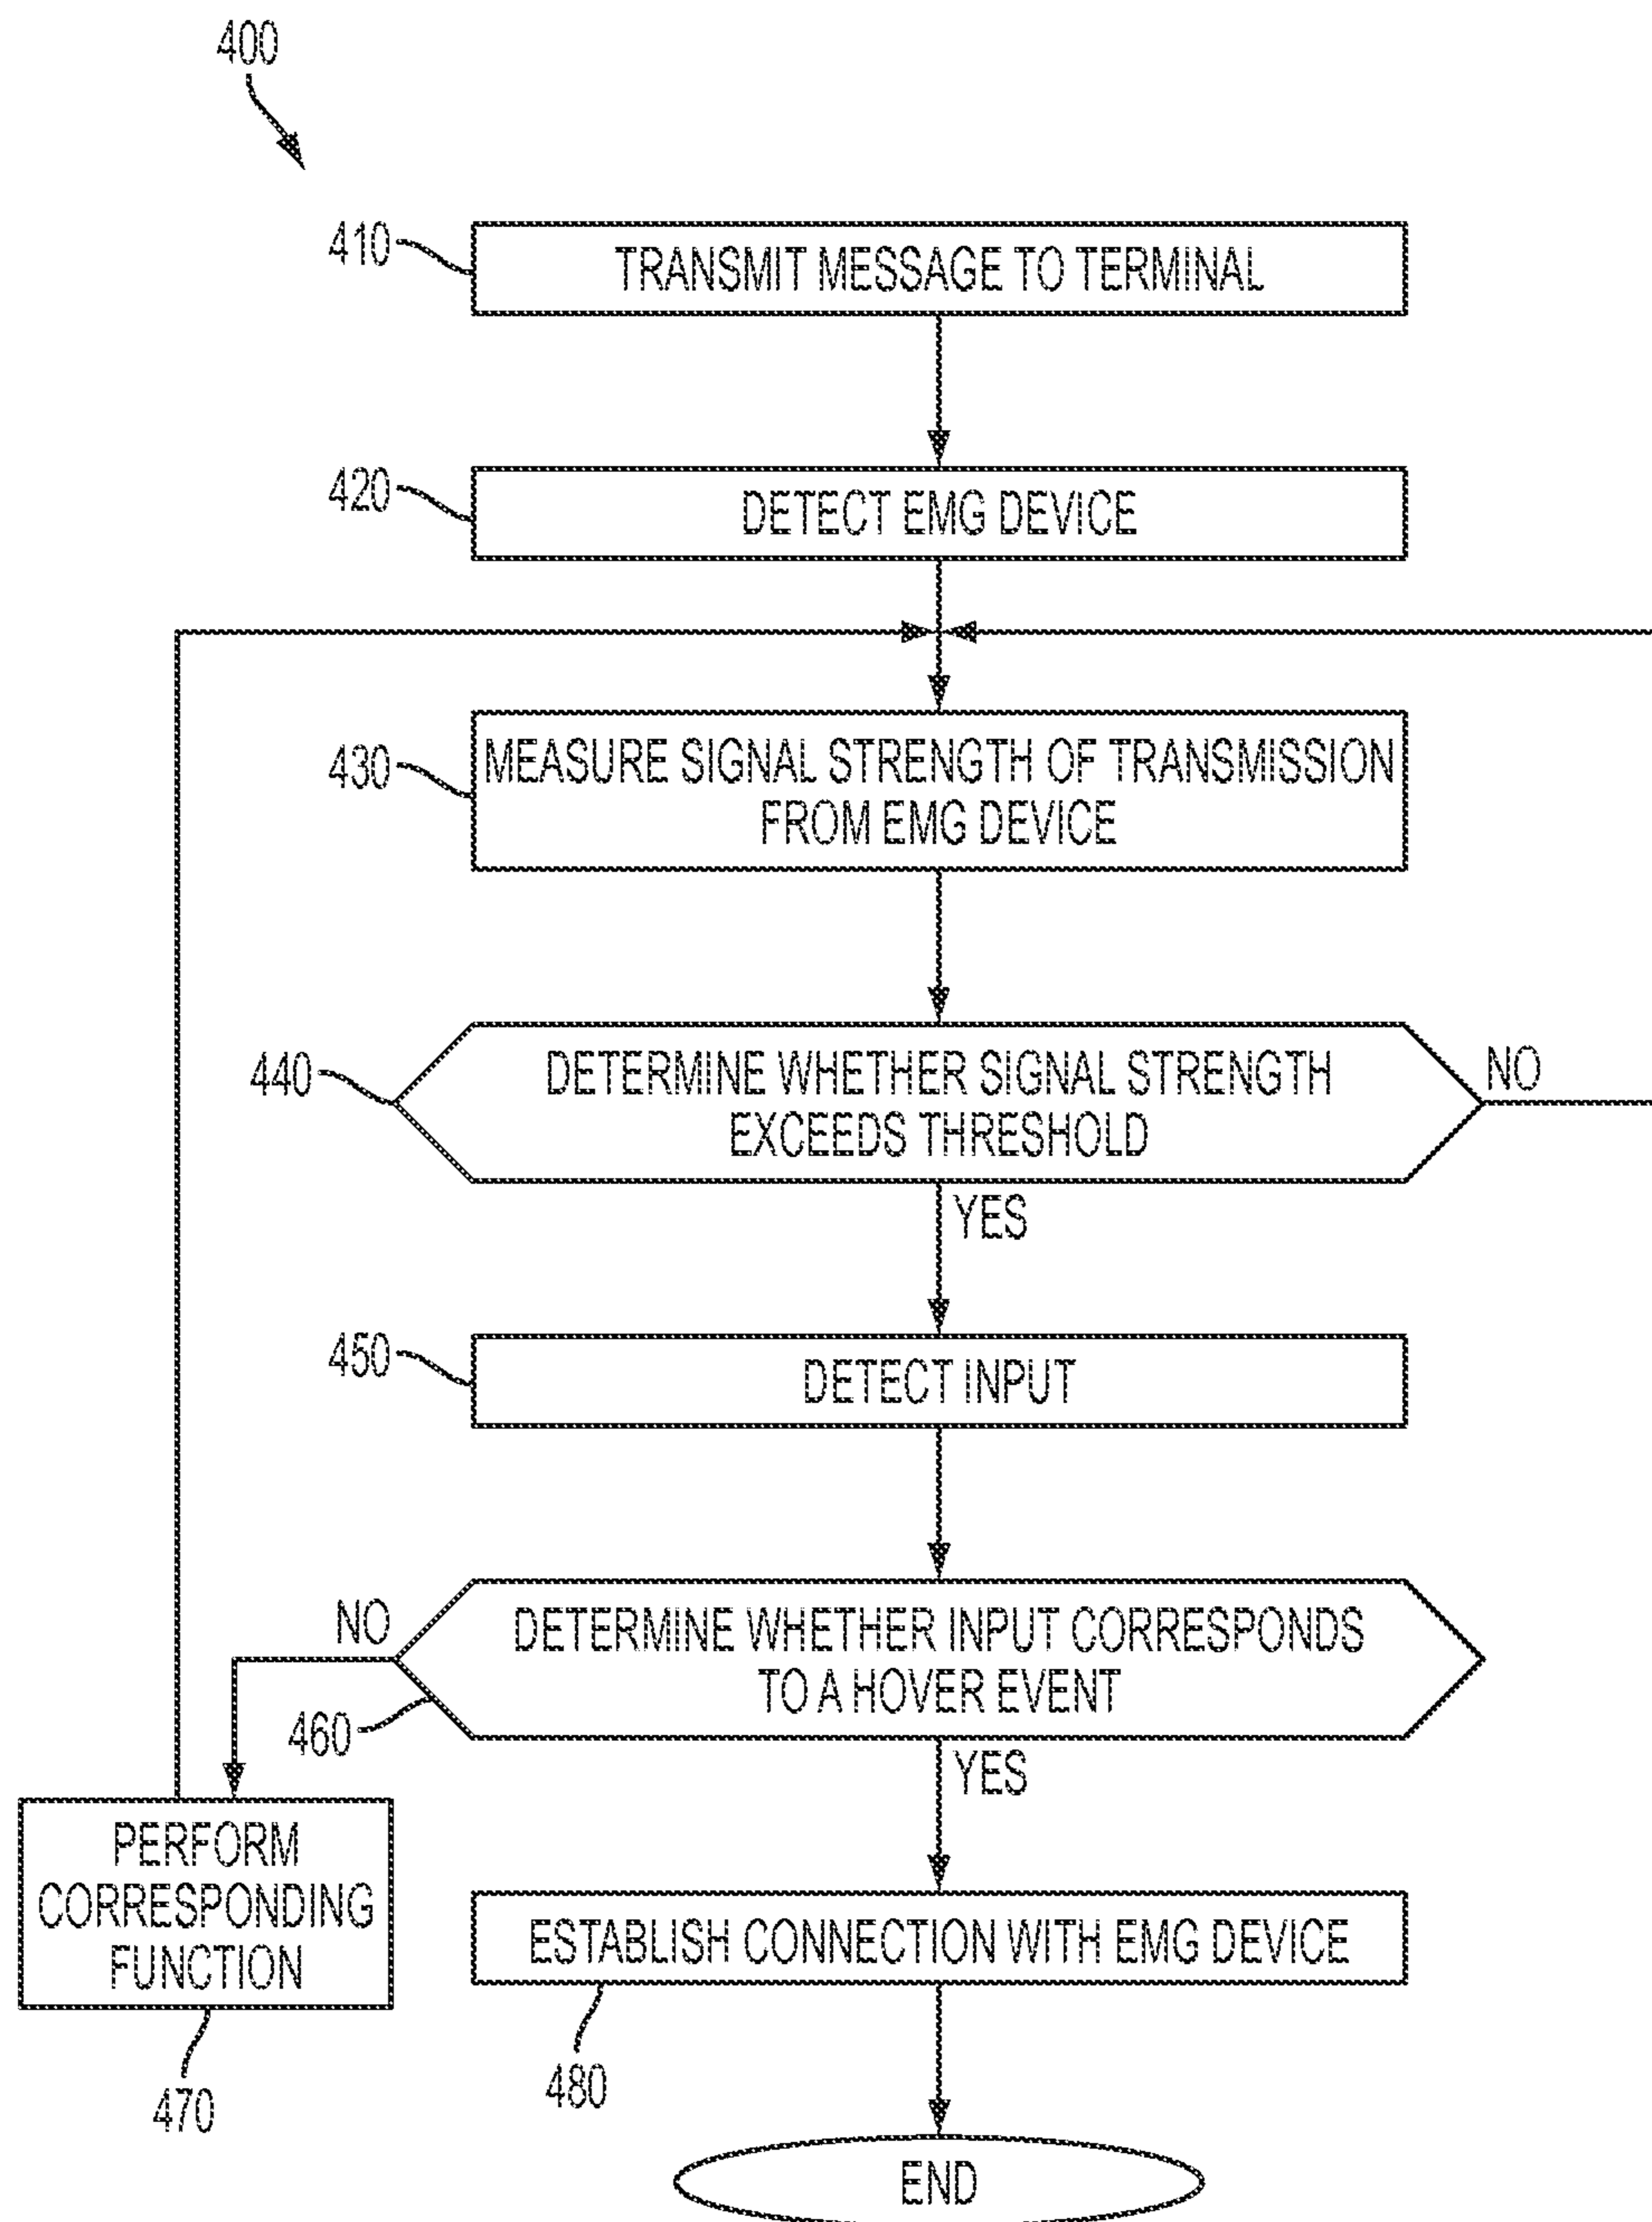 400
410
TRANSMIT MESSAGE TO TERMINAL
420
DETECT EMG DEVICE
430
MEASURE SIGNAL STRENGTH OF TRANSMISSION
FROM EMG DEVICE
440
DETERMINE WHETHER SIGNAL STRENGTH
EXCEEDS THRESHOLD
NO
YES
450
DETECT INPUT
NO
DETERMINE WHETHER INPUT CORRESPONDS
TO A HOVER EVENT
460
YES
PERFORM
CORRESPONDING
FUNCTION
470
ESTABLISH CONNECTION WITH EMG DEVICE
480
END